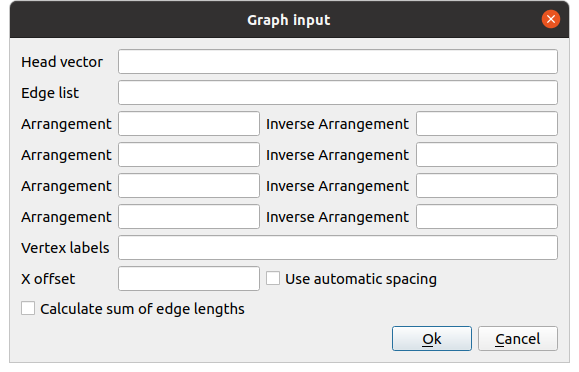 Graph input
Head vector
Edge list
Arrangement Inverse Arrangement
Arrangement Inverse Arrangement
Arrangement Inverse Arrangement
Arrangement Inverse Arrangement
Vertex labels
X offset Use automatic spacing
Calculate sum of edge lengths
Ok Cancel